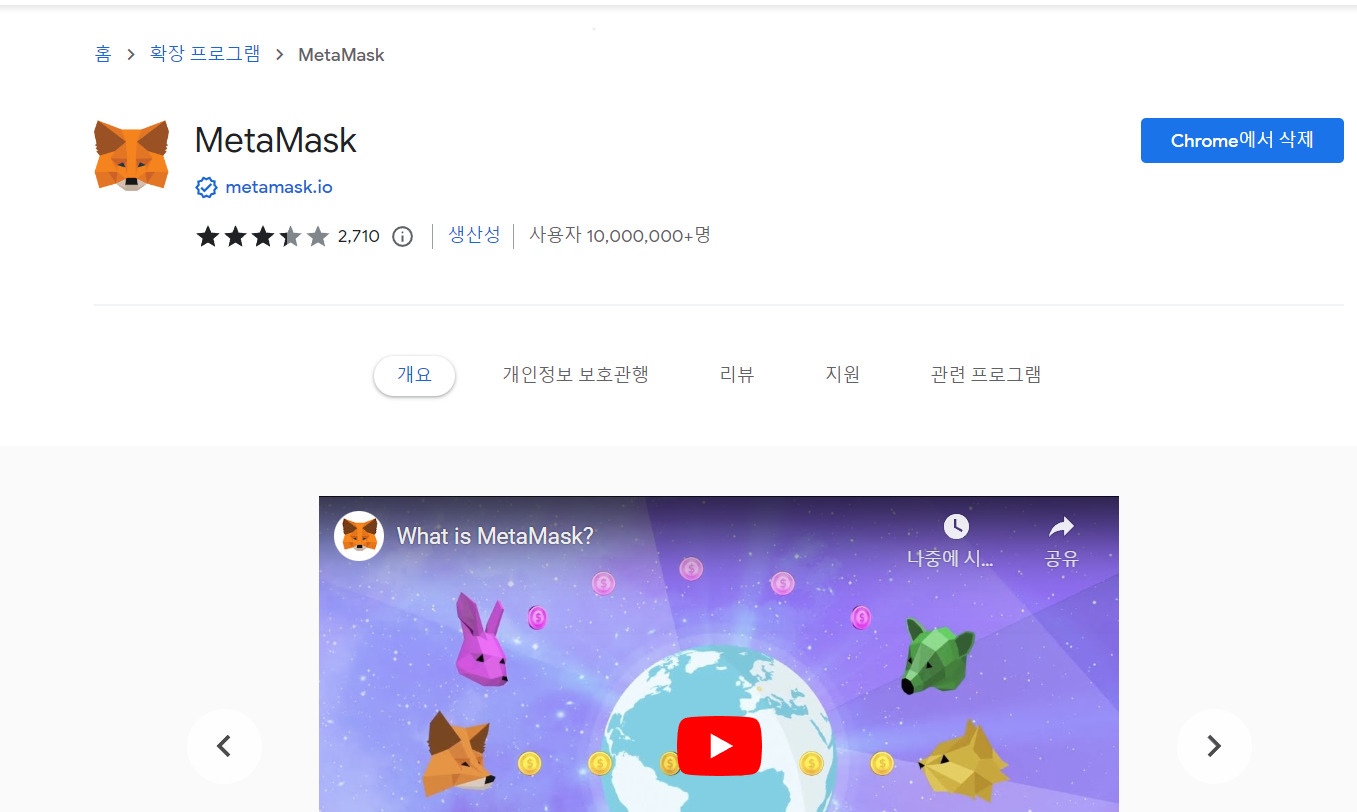 홈 > 확장 프로그램 > MetaMask
MetaMask
Chrome에서 삭제
metamask.io
2,710 생산성 사용자 10,000,000+명
개요 개인정보 보호관행 리뷰 지원 관련 프로그램
What is MetaMask?
나중에 시... 공유